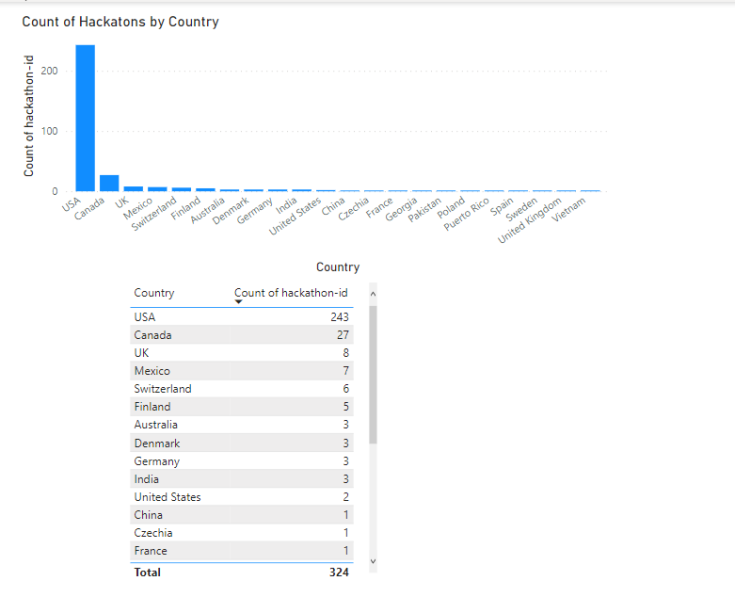 Count of Hackatons by Country
Count of hackathon-id
200
100
0
USA
Canada
UK
Mexico
Switzerland
Finland
Australia
Denmark
Germany
India
United States
China
Czechia
France
Georgia
Pakistan
Poland
Puerto Rico
Spain
Sweden
United Kingdom
Vietnam
Country
Country Count of hackathon-id
USA 243
Canada 27
UK 8
Mexico 7
Switzerland 6
Finland 5
Australia 3
Denmark 3
Germany 3
India 3
United States 2
China 1
Czechia 1
France 1
Total 324